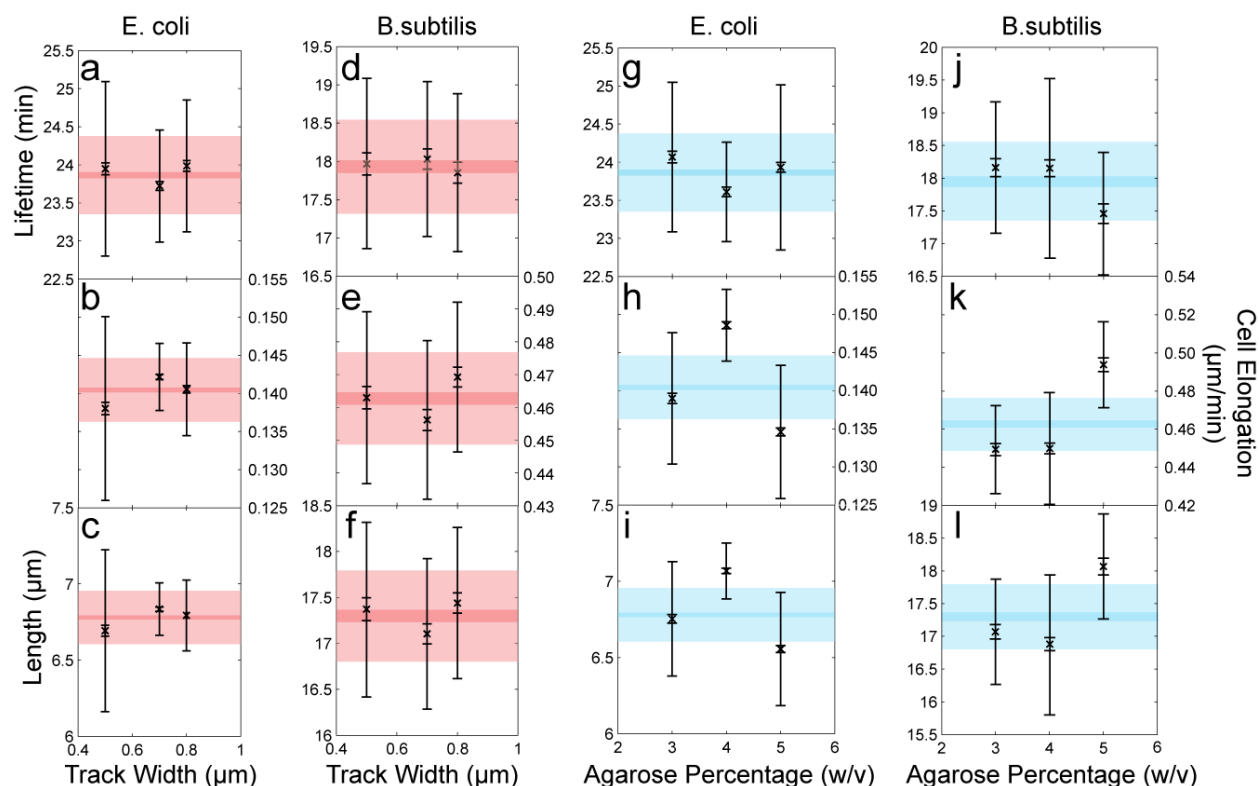 E. coli
B.subtilis
E. coli
B.subtilis
a
d
g
j
Lifetime (min)
25.5
25
24.5
24
23.5
23
22.5
19.5
19
18.5
18
17.5
17
16.5
25.5
25
24.5
24
23.5
23
22.5
20
19.5
19
18.5
18
17.5
17
16.5
b
e
h
k
0.155
0.150
0.145
0.140
0.135
0.130
0.125
0.50
0.49
0.48
0.47
0.46
0.45
0.44
0.43
0.155
0.150
0.145
0.140
0.135
0.130
0.125
0.54
0.52
0.50
0.48
0.46
0.44
0.42
Cell Elongation
(µm/min)
c
f
i
l
Length (µm)
7.5
7
6.5
6
18.5
18
17.5
17
16.5
16
7.5
7
6.5
6
19
18.5
18
17.5
17
16.5
16
15.5
0.4 0.6 0.8 1
0.4 0.6 0.8 1
2 3 4 5 6
2 3 4 5 6
Track Width (µm)
Track Width (µm)
Agarose Percentage (w/v)
Agarose Percentage (w/v)